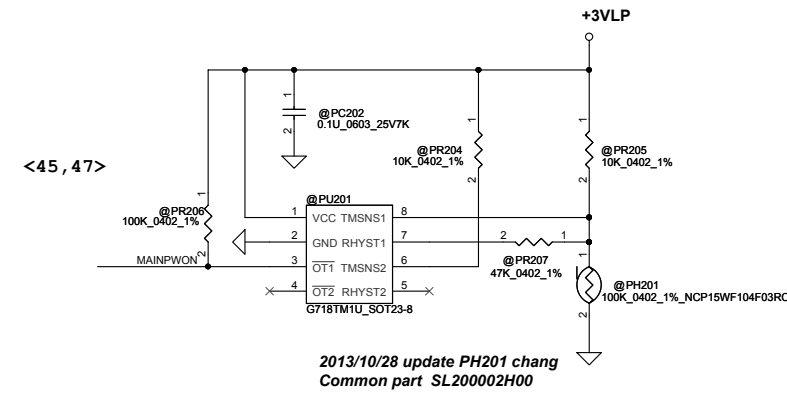 +3VLP
1
@PC202
0.1U_0603_25V7K
2
1
@PR204
10K_0402_1%
2
1
@PR205
10K_0402_1%
2
<45,47>
1
@PR206
100K_0402_1%
2
MAINPWON
@PU201
1 VCC TMSNS1 8
2 GND RHYST1 7
3 OT1 TMSNS2 6
4 OT2 RHYST2 5
G718TM1U_SOT23-8
2 1
@PR207
47K_0402_1%
1
@PH201
100K_0402_1%_NCP15WF104F03RC
2
2013/10/28 update PH201 chang
Common part SL200002H00